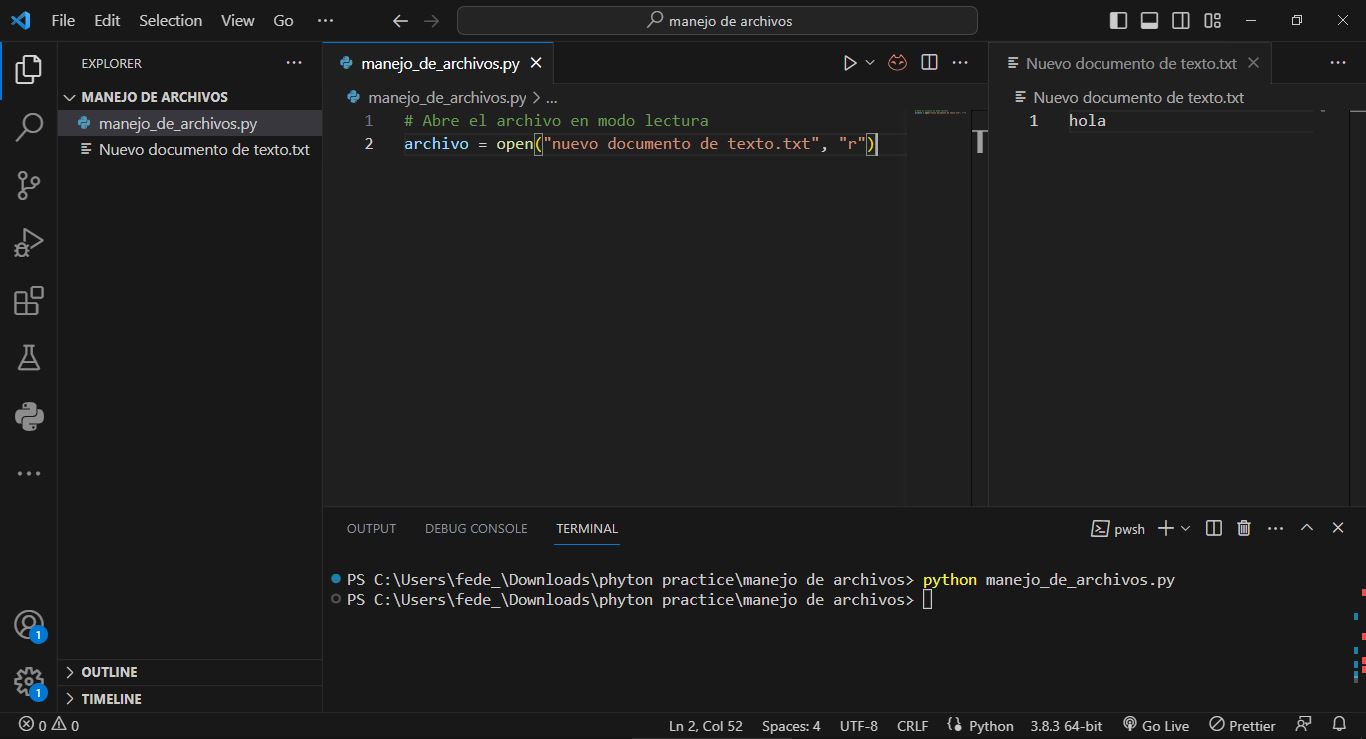 File Edit Selection View Go ···
manejo de archivos
EXPLORER
MANEJO DE ARCHIVOS
manejo_de_archivos.py
Nuevo documento de texto.txt
OUTLINE
TIMELINE
manejo_de_archivos.py
manejo_de_archivos.py > ...
1 # Abre el archivo en modo lectura
2 archivo = open("nuevo documento de texto.txt", "r")
Nuevo documento de texto.txt
Nuevo documento de texto.txt
1 hola
OUTPUT DEBUG CONSOLE TERMINAL
pwsh
PS C:\Users\fede_\Downloads\phyton practice\manejo de archivos> python manejo_de_archivos.py
PS C:\Users\fede_\Downloads\phyton practice\manejo de archivos>
1
1
0 0 Ln 2, Col 52 Spaces: 4 UTF-8 CRLF Python 3.8.3 64-bit Go Live Prettier